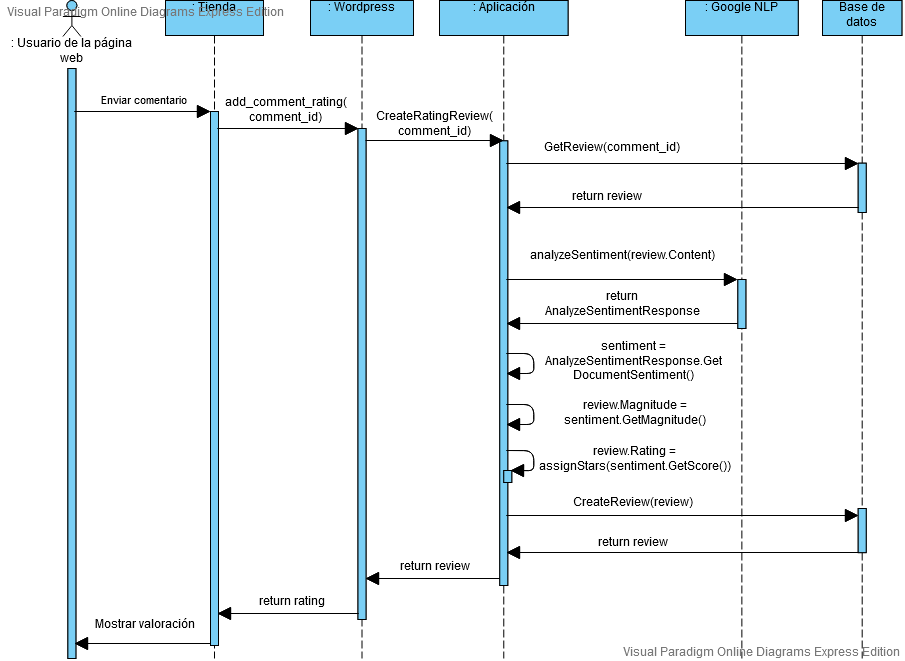 Visual Paradigm Online Diagrams Express Edition
: Tienda
: Wordpress
: Aplicación
: Google NLP
Base de
datos
: Usuario de la página
web
Enviar comentario
add_comment_rating(
comment_id)
CreateRatingReview(
comment_id)
GetReview(comment_id)
return review
analyzeSentiment(review.Content)
return
AnalyzeSentimentResponse
sentiment =
AnalyzeSentimentResponse.Get
DocumentSentiment()
review.Magnitude =
sentiment.GetMagnitude()
review.Rating =
assignStars(sentiment.GetScore())
CreateReview(review)
return review
return review
return rating
Mostrar valoración
Visual Paradigm Online Diagrams Express Edition